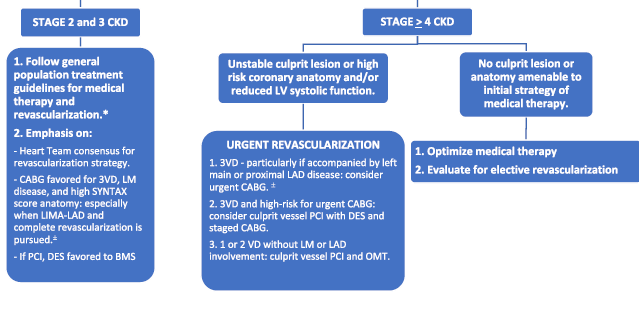 STAGE 2 and 3 CKD
1. Follow general
population treatment
guidelines for medical
therapy and
revascularization.*
2. Emphasis on:
- Heart Team consensus for
revascularization strategy.
- CABG favored for 3VD, LM
disease, and high SYNTAX
score anatomy: especially
when LIMA-LAD and
complete revascularization is
pursued.±
- If PCI, DES favored to BMS
STAGE ≥ 4 CKD
Unstable culprit lesion or high
risk coronary anatomy and/or
reduced LV systolic function.
URGENT REVASCULARIZATION
1. 3VD - particularly if accompanied by left
main or proximal LAD disease: consider
urgent CABG. ±
2. 3VD and high-risk for urgent CABG:
consider culprit vessel PCI with DES and
staged CABG.
3. 1 or 2 VD without LM or LAD
involvement: culprit vessel PCI and OMT.
No culprit lesion or
anatomy amenable to
initial strategy of
medical therapy.
1. Optimize medical therapy
2. Evaluate for elective revascularization